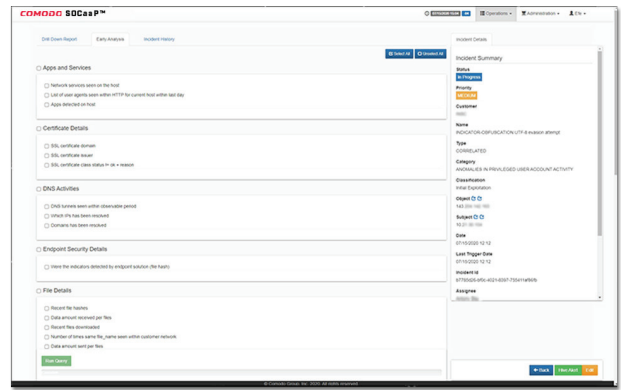 COMODO SOCaaP™
Operations
Administration
EN
Drill Down Report
Early Analysis
Incident History
Incident Details
Select All
Unselect All
Apps and Services
Network services seen on the host
List of user agents seen within HTTP for current host within last day
Apps detected on host
Certificate Details
SSL certificate domain
SSL certificate issuer
SSL certificate class status != ok + reason
DNS Activities
DNS tunnels seen within observable period
Which IPs has been resolved
Domains has been resolved
Endpoint Security Details
Were the indicators detected by endpoint solution (file hash)
File Details
Recent file hashes
Data amount received per files
Recent files downloaded
Number of times same file_name seen within customer network
Data amount sent per files
Run Query
Incident Summary
Status
In Progress
Priority
MEDIUM
Customer
Name
INDICATOR-OBFUSCATION UTF-8 evasion attempt
Type
CORRELATED
Category
ANOMALIES IN PRIVILEGED USER ACCOUNT ACTIVITY
Classification
Initial Exploitation
Object
Subject
Date
07/10/2020 12:12
Last Trigger Date
07/10/2020 12:12
Incident Id
Assignee
Back
Edit
© Comodo Group, Inc. 2020. All rights reserved.